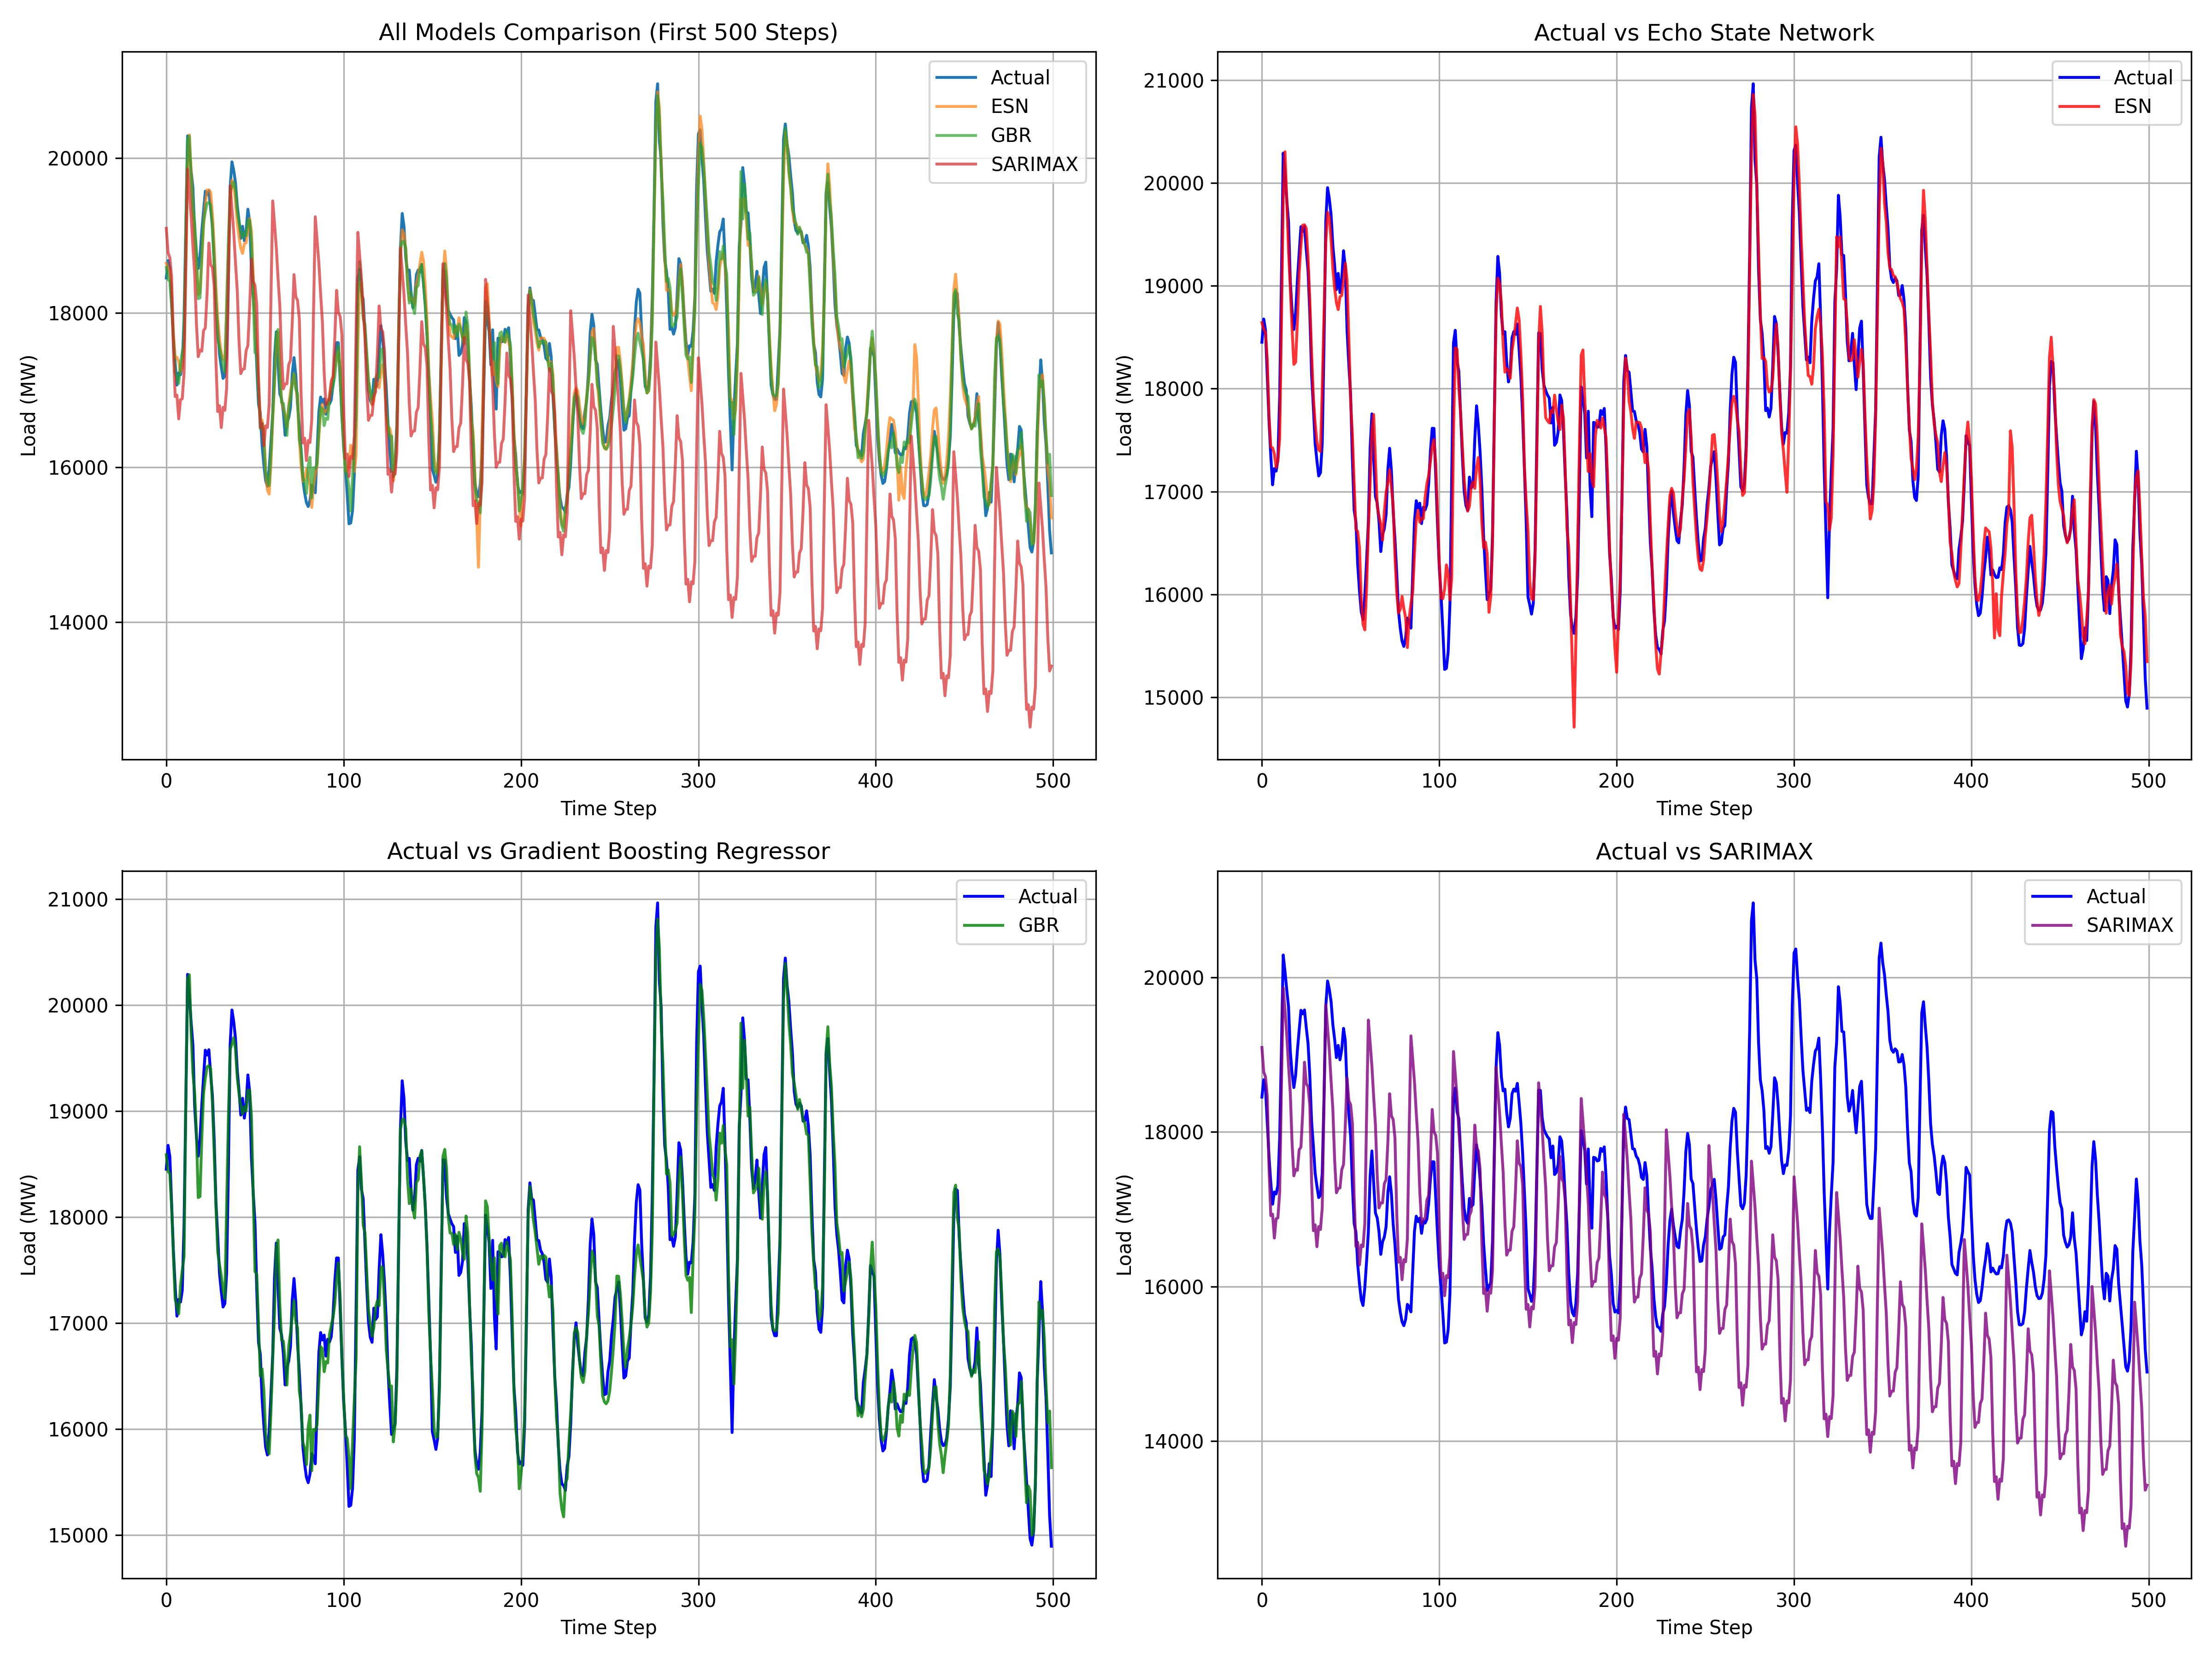 All Models Comparison (First 500 Steps)
Actual
ESN
GBR
SARIMAX
Load (MW)
20000
18000
16000
14000
0 100 200 300 400 500
Time Step
Actual vs Echo State Network
Actual
ESN
Load (MW)
21000
20000
19000
18000
17000
16000
15000
0 100 200 300 400 500
Time Step
Actual vs Gradient Boosting Regressor
Actual
GBR
Load (MW)
21000
20000
19000
18000
17000
16000
15000
0 100 200 300 400 500
Time Step
Actual vs SARIMAX
Actual
SARIMAX
Load (MW)
20000
18000
16000
14000
0 100 200 300 400 500
Time Step